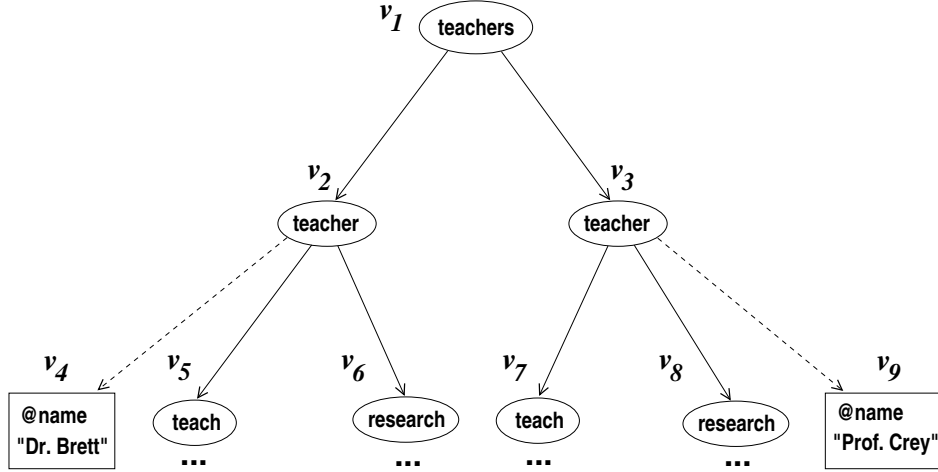 v1
teachers
v2
v3
teacher
teacher
v4
v5
v6
v7
v8
v9
@name
"Dr. Brett"
teach
research
teach
research
@name
"Prof. Crey"
...
...
...
...